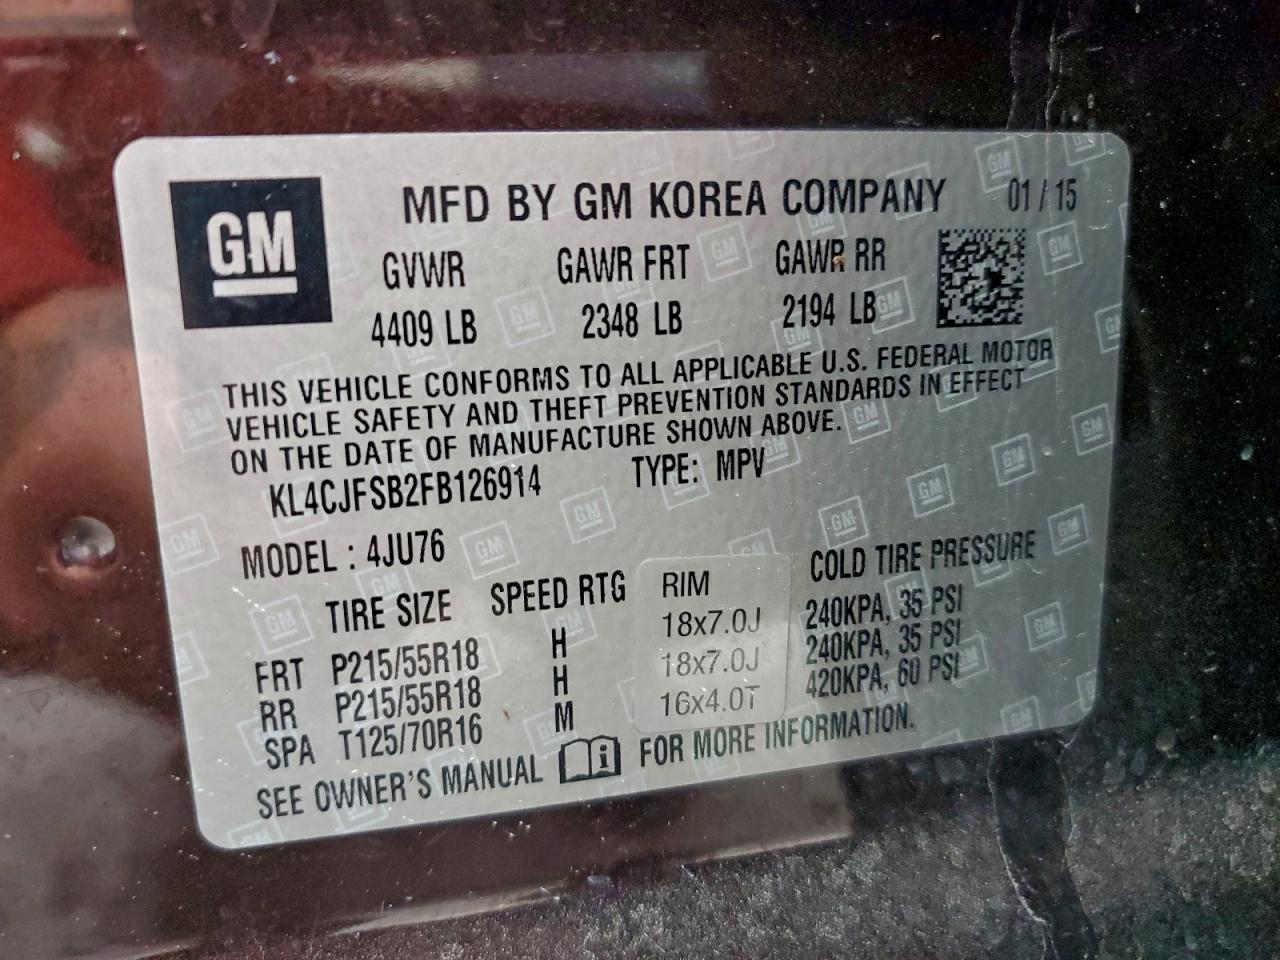 GM
MFD BY GM KOREA COMPANY 01 / 15
GVWR GAWR FRT GAWR RR
4409 LB 2348 LB 2194 LB
THIS VEHICLE CONFORMS TO ALL APPLICABLE U.S. FEDERAL MOTOR
VEHICLE SAFETY AND THEFT PREVENTION STANDARDS IN EFFECT
ON THE DATE OF MANUFACTURE SHOWN ABOVE.
KL4CJFSB2FB126914 TYPE: MPV
MODEL : 4JU76
TIRE SIZE SPEED RTG RIM COLD TIRE PRESSURE
FRT P215/55R18 H 18x7.0J 240KPA, 35 PSI
RR P215/55R18 H 18x7.0J 240KPA, 35 PSI
SPA T125/70R16 M 16x4.0T 420KPA, 60 PSI
SEE OWNER'S MANUAL i FOR MORE INFORMATION.